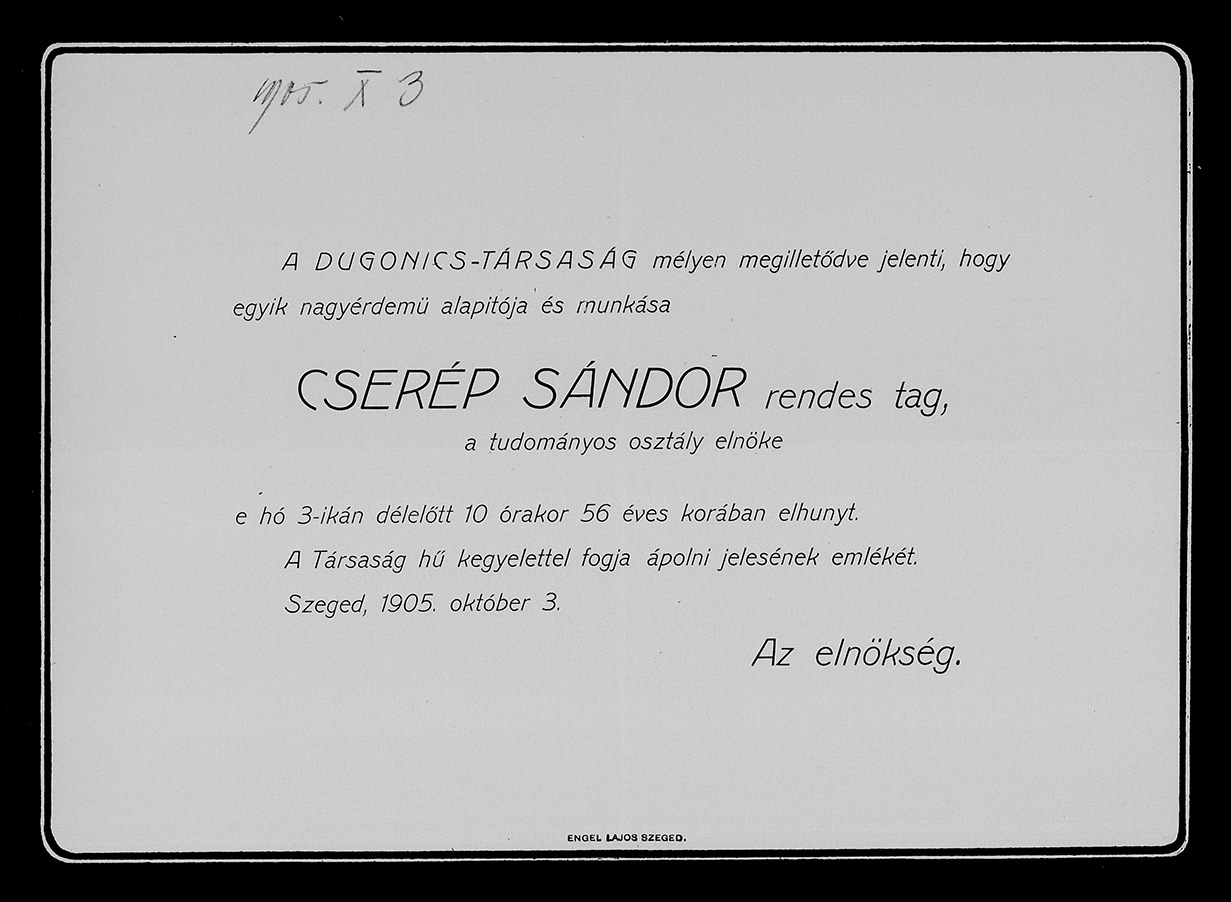 1905. X 3
A DUGONICS-TÁRSASÁG mélyen megilletődve jelenti, hogy
egyik nagyérdemü alapitója és munkása
CSERÉP SÁNDOR rendes tag,
a tudományos osztály elnöke
e hó 3-ikán délelőtt 10 órakor 56 éves korában elhunyt.
A Társaság hű kegyelettel fogja ápolni jelesének emlékét.
Szeged, 1905. október 3.
Az elnökség.
ENGEL LAJOS SZEGED.